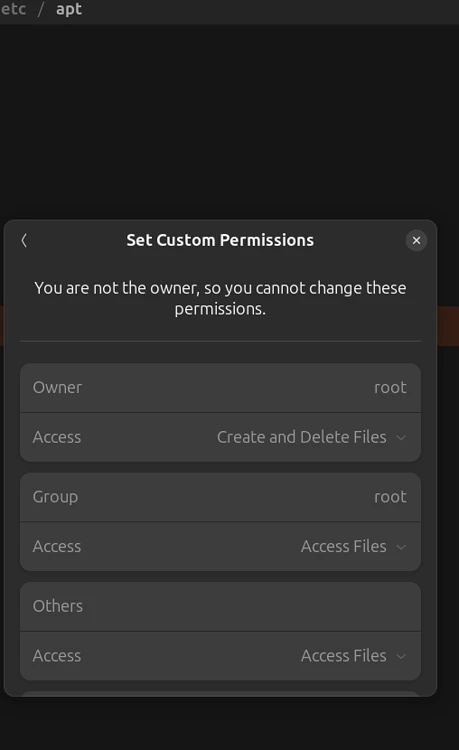 etc / apt
Set Custom Permissions
You are not the owner, so you cannot change these
permissions.
Owner root
Access Create and Delete Files
Group root
Access Access Files
Others
Access Access Files